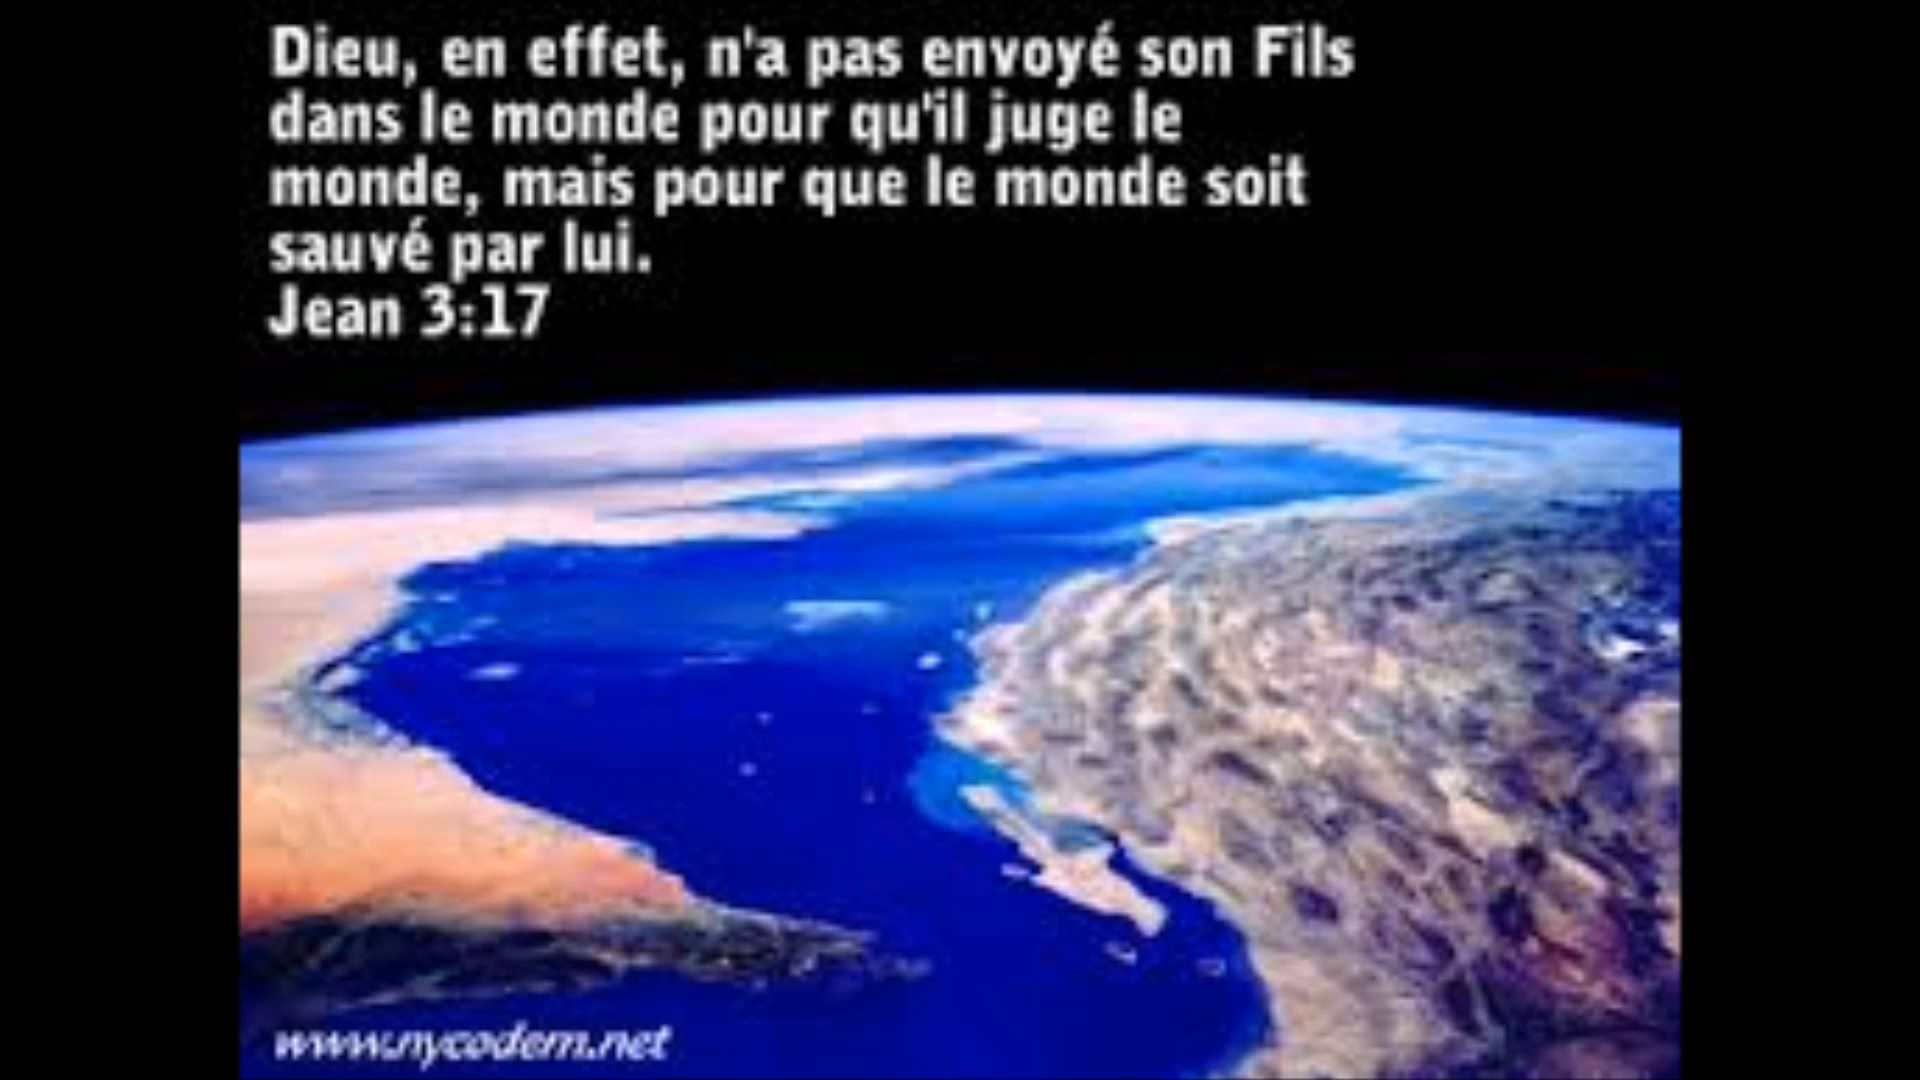 Dieu, en effet, n'a pas envoyé son Fils
dans le monde pour qu'il juge le
monde, mais pour que le monde soit
sauvé par lui.
Jean 3:17
www.nycodem.net